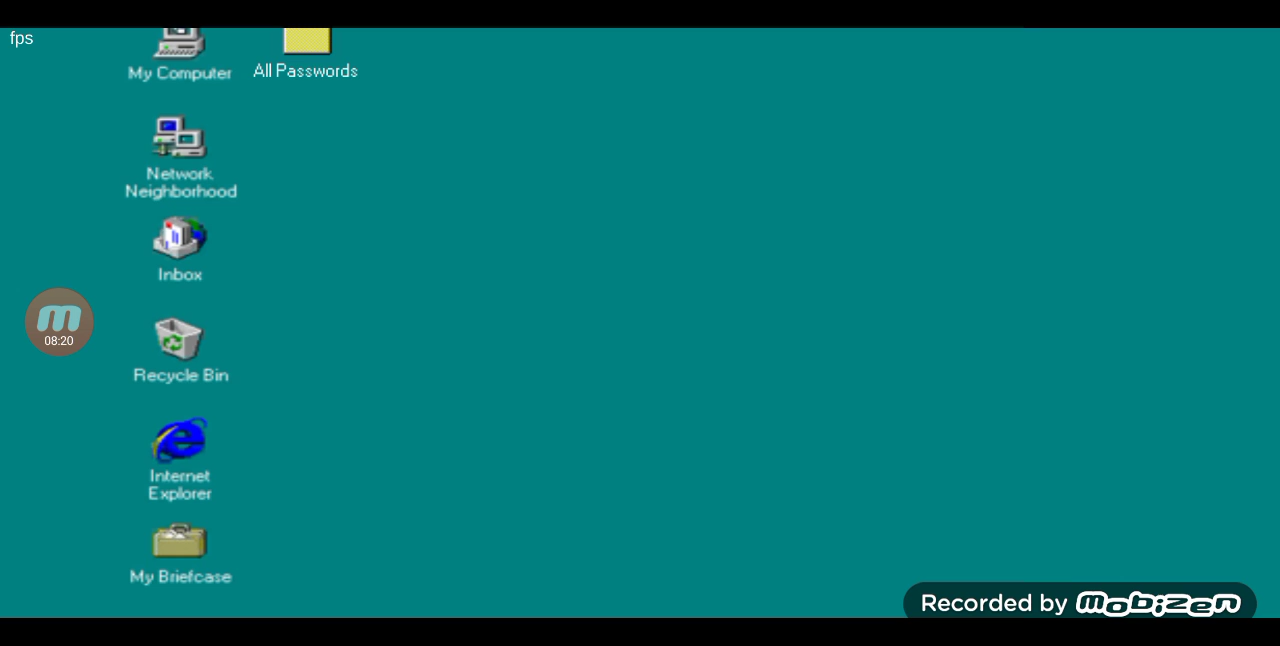 fps
My Computer
All Passwords
Network
Neighborhood
Inbox
m
08:20
Recycle Bin
Internet
Explorer
My Briefcase
Recorded by mobizen